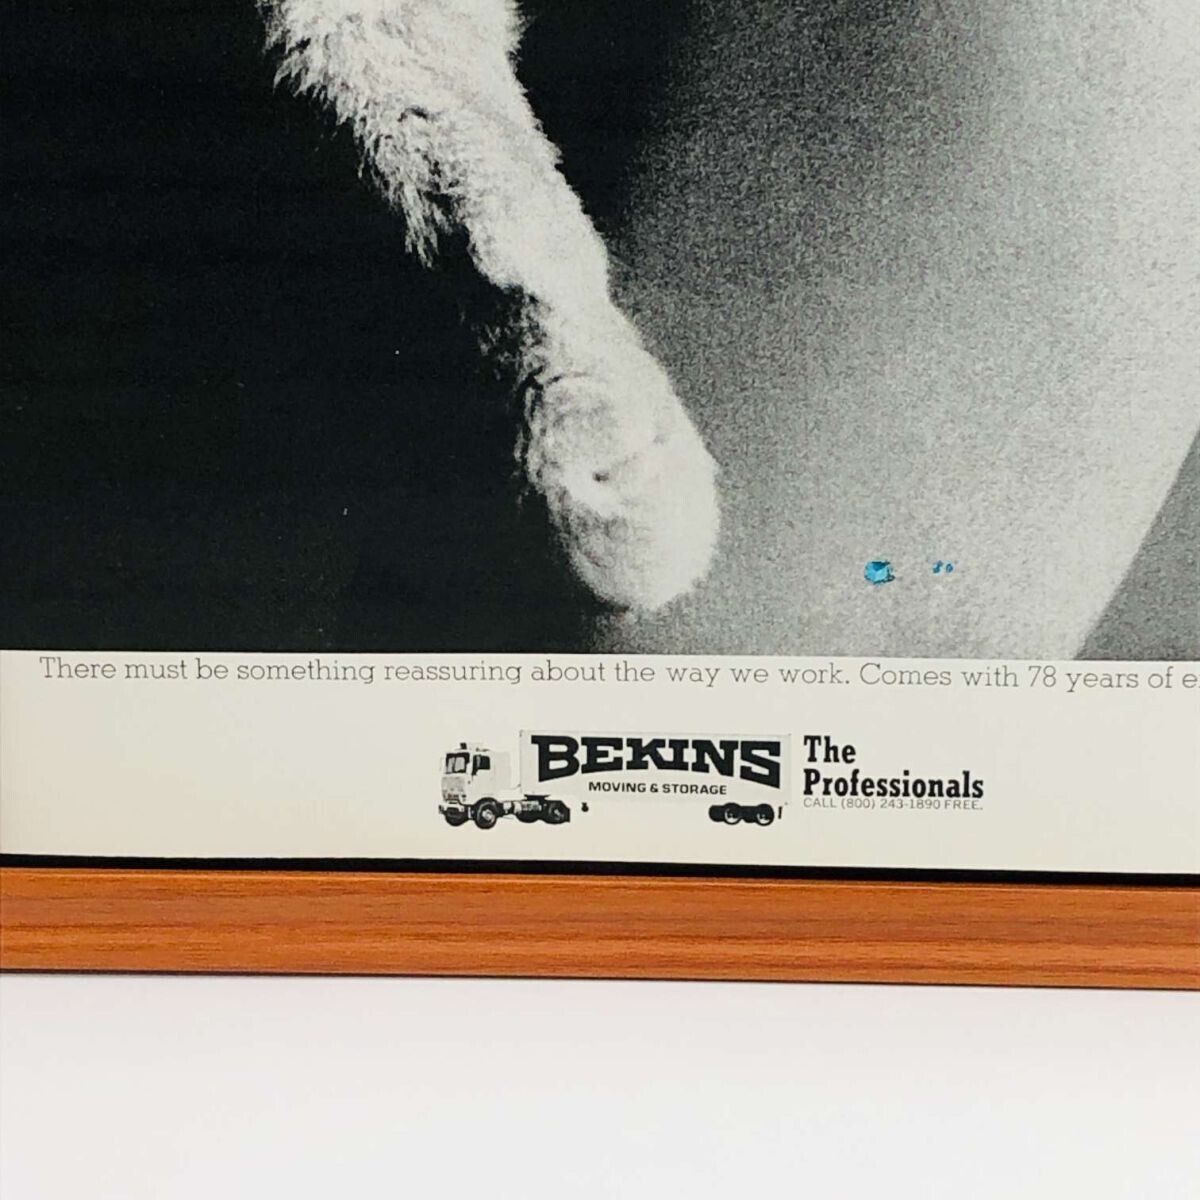 There must be something reassuring about the way we work. Comes with 78 years of
BEKINS
MOVING & STORAGE
The
Professionals
CALL (800) 243-1890 FREE.